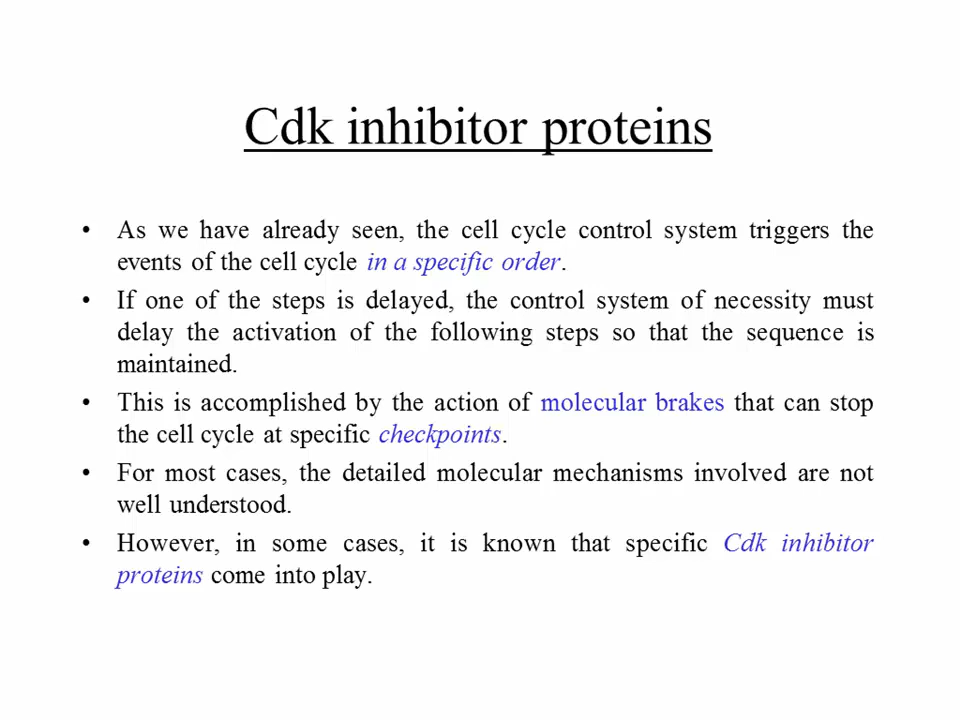 Cdk inhibitor proteins
• As we have already seen, the cell cycle control system triggers the
events of the cell cycle in a specific order.
• If one of the steps is delayed, the control system of necessity must
delay the activation of the following steps so that the sequence is
maintained.
• This is accomplished by the action of molecular brakes that can stop
the cell cycle at specific checkpoints.
• For most cases, the detailed molecular mechanisms involved are not
well understood.
• However, in some cases, it is known that specific Cdk inhibitor
proteins come into play.